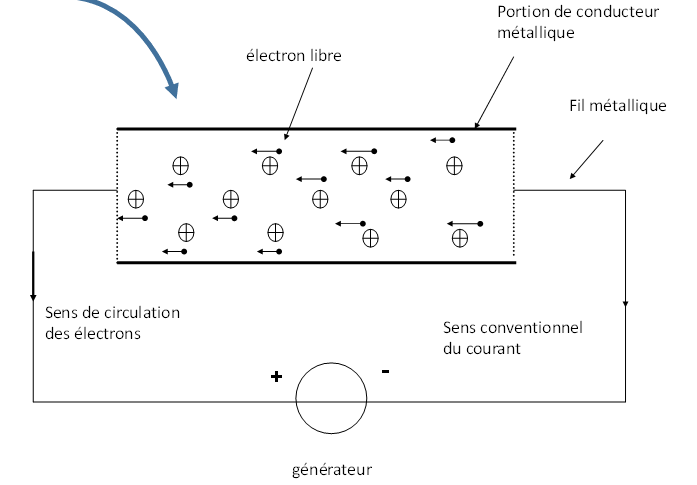 Portion de conducteur
métallique
électron libre
Fil métallique
Sens de circulation
des électrons
Sens conventionnel
du courant
+
-
générateur